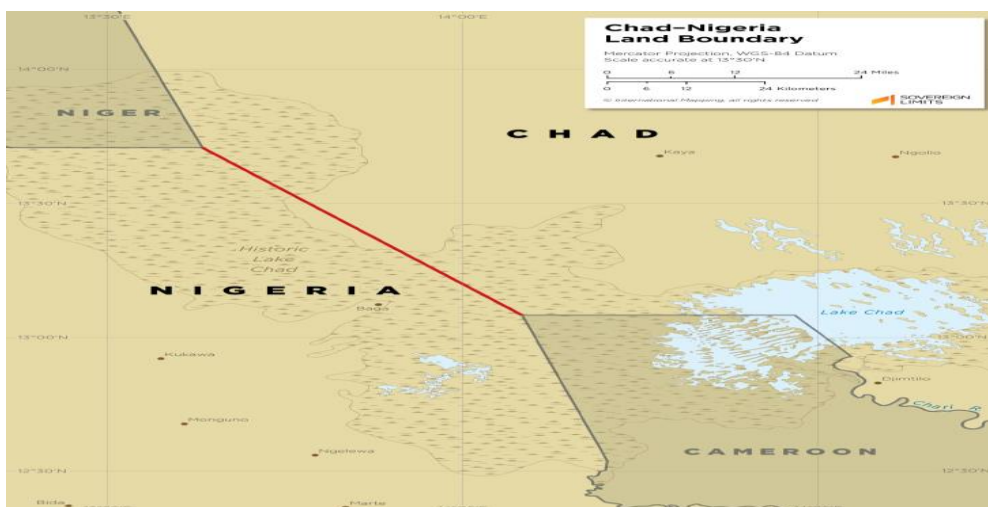 13°30'E
14°00'E
Chad–Nigeria
Land Boundary
Mercator Projection, WGS-84 Datum
Scale accurate at 13°30'N
0 6 12 24 Miles
0 6 12 24 Kilometers
© International Mapping, all rights reserved
SOVEREIGN
LIMITS
14°00'N
NIGER
CHAD
Kaya
Ngolio
13°30'N
13°30'N
Historic
Lake
Chad
NIGERIA
Baga
Lake Chad
13°00'N
13°00'N
Kukawa
Djimtilo
Chari R.
Monguno
Ngelewa
CAMEROON
12°30'N
12°30'N
Bida
Marte